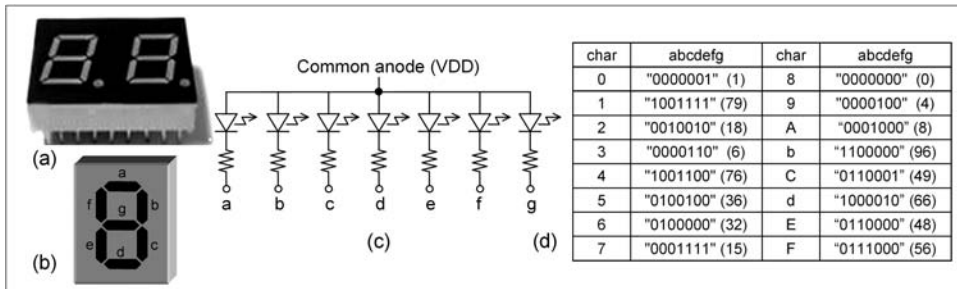 Common anode (VDD)
a b c d e f g
(a)
a
f b
g
e c
d
(b)
(c)
(d)
char abcdefg char abcdefg
0 "0000001" (1) 8 "0000000" (0)
1 "1001111" (79) 9 "0000100" (4)
2 "0010010" (18) A “0001000” (8)
3 "0000110" (6) b “1100000” (96)
4 "1001100" (76) C “0110001” (49)
5 "0100100" (36) d “1000010” (66)
6 "0100000" (32) E “0110000” (48)
7 "0001111" (15) F “0111000” (56)